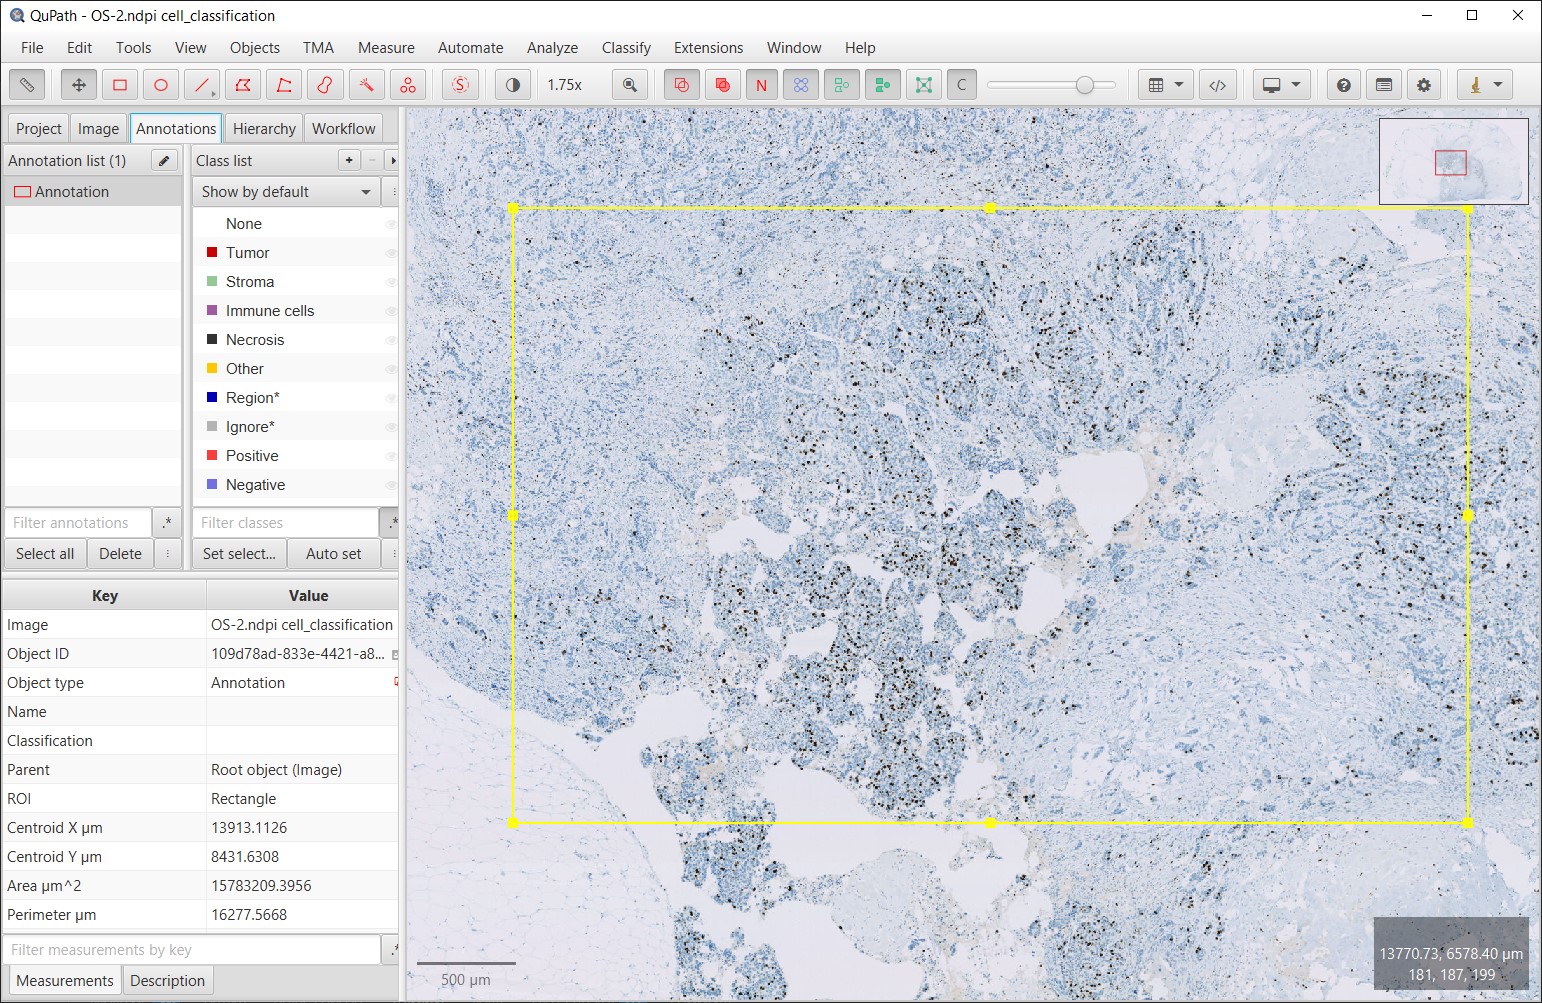 QuPath - OS-2.ndpi cell_classification
File Edit Tools View Objects TMA Measure Automate Analyze Classify Extensions Window Help
S 1.75x N C </> ?
Project Image Annotations Hierarchy Workflow
Annotation list (1) Class list + -
Annotation Show by default
None
Tumor
Stroma
Immune cells
Necrosis
Other
Region*
Ignore*
Positive
Negative
Filter annotations .* Filter classes .*
Select all Delete Set select... Auto set
Key Value
Image OS-2.ndpi cell_classification
Object ID 109d78ad-833e-4421-a8...
Object type Annotation
Name
Classification
Parent Root object (Image)
ROI Rectangle
Centroid X µm 13913.1126
Centroid Y µm 8431.6308
Area µm^2 15783209.3956
Perimeter µm 16277.5668
Filter measurements by key .*
Measurements Description
500 µm
13770.73, 6578.40 µm
181, 187, 199